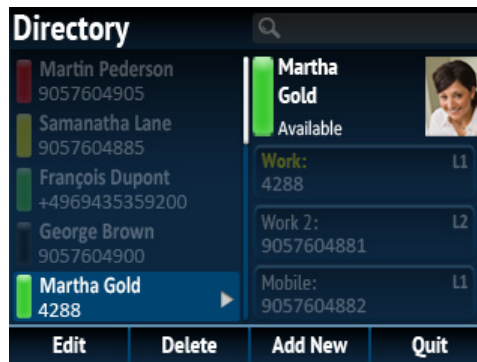 Directory
Martin Pederson
9057604905
Samanatha Lane
9057604885
François Dupont
+4969435359200
George Brown
9057604900
Martha Gold
4288
Martha
Gold
Available
Work:
L1
4288
Work 2:
L2
9057604881
Mobile:
L1
9057604882
Edit
Delete
Add New
Quit